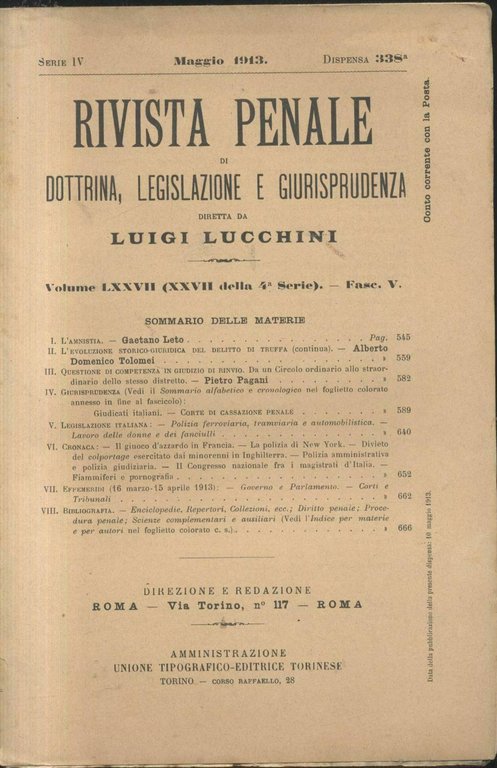 SERIE IV Maggio 1913. DISPENSA 338ª
RIVISTA PENALE
DI
DOTTRINA, LEGISLAZIONE E GIURISPRUDENZA
DIRETTA DA
LUIGI LUCCHINI
Volume LXXVII (XXVII della 4ª Serie). — Fasc. V.
SOMMARIO DELLE MATERIE
I. L'AMNISTIA. — Gaetano Leto . . . . . . . . . . Pag. 545
II. L'EVOLUZIONE STORICO-GIURIDICA DEL DELITTO DI TRUFFA (continua). — Alberto
Domenico Tolomei . . . . . . . . . . » 559
III. QUESTIONE DI COMPETENZA IN GIUDIZIO DI RINVIO. Da un Circolo ordinario allo straor-
dinario dello stesso distretto. — Pietro Pagani . . . . . . . . » 582
IV. GIURISPRUDENZA (Vedi il Sommario alfabetico e cronologico nel foglietto colorato
annesso in fine al fascicolo):
Giudicati italiani. — CORTE DI CASSAZIONE PENALE . . . . . . » 589
V. LEGISLAZIONE ITALIANA: — Polizia ferroviaria, tramviaria e automobilistica. —
Lavoro delle donne e dei fanciulli . . . . . . . . . . » 640
VI. CRONACA: — Il giuoco d'azzardo in Francia. — La polizia di New York. — Divieto
del colportage esercitato dai minorenni in Inghilterra. — Polizia amministrativa
e polizia giudiziaria. — Il Congresso nazionale fra i magistrati d'Italia. —
Fiammiferi e pornografia . . . . . . . . . . » 652
VII. EFFEMERIDI (16 marzo-15 aprile 1913): — Governo e Parlamento. — Corti e
Tribunali . . . . . . . . . . » 662
VIII. BIBLIOGRAFIA. — Enciclopedie, Repertori, Collezioni, ecc.; Diritto penale; Proce-
dura penale; Scienze complementari e ausiliari (Vedi l'Indice per materie
e per autori nel foglietto colorato c. s.) . . . . . . . . » 666
DIREZIONE E REDAZIONE
ROMA — Via Torino, n° 117 — ROMA
AMMINISTRAZIONE
UNIONE TIPOGRAFICO-EDITRICE TORINESE
TORINO. — CORSO RAFFAELLO, 28
Conto corrente con la Posta.
Data della pubblicazione della presente dispensa: 10 maggio 1913.